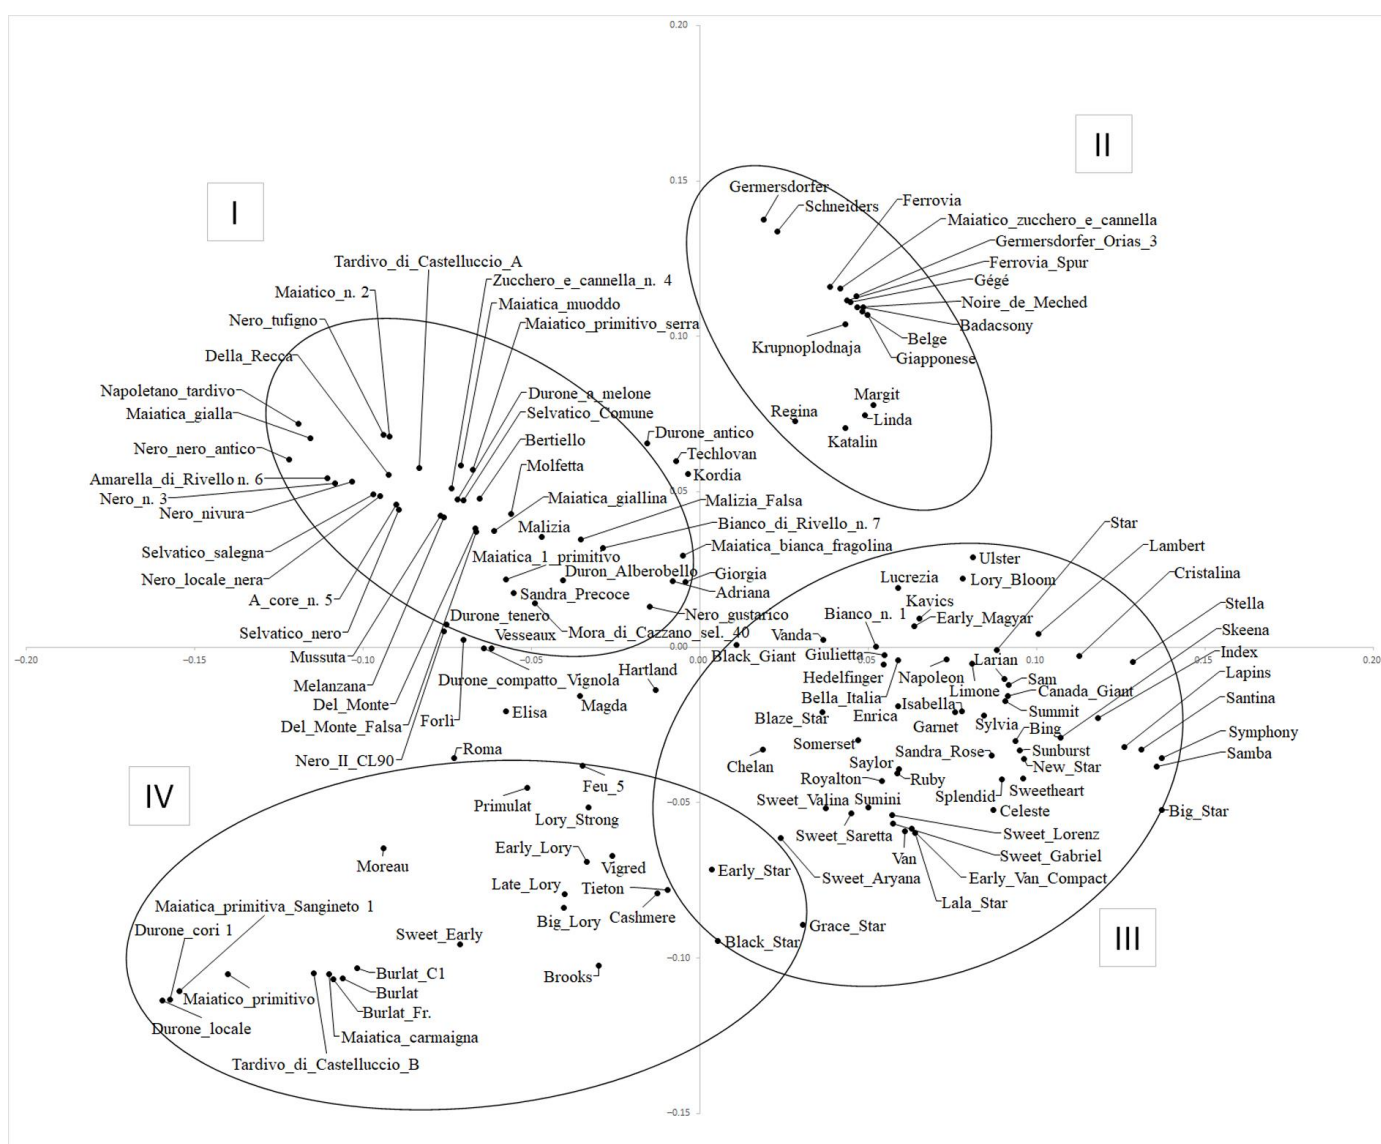 0.20
II
0.15
Germersdorfer
Schneiders
Ferrovia
I
Maiatico_zucchero_e_cannella
Germersdorfer_Orias_3
Tardivo_di_Castelluccio_A
Ferrovia_Spur
Zucchero_e_cannella_n. 4
Gégé
Maiatico_n. 2
Maiatica_muoddo
Noire_de_Meched
Nero_tufigno
Maiatico_primitivo_serra
Badacsony
0.10
Belge
Krupnoplodnaja
Della_Recca
Giapponese
Napoletano_tardivo
Durone_a_melone
Margit
Maiatica_gialla
Selvatico_Comune
Regina
Linda
Durone_antico
Bertiello
Katalin
Nero_nero_antico
Techlovan
Molfetta
Kordia
Amarella_di_Rivello n. 6
0.05
Nero_n. 3
Maiatica_giallina
Malizia_Falsa
Nero_nivura
Malizia
Bianco_di_Rivello_n. 7
Star
Selvatico_salegna
Maiatica_1_primitivo
Maiatica_bianca_fragolina
Lambert
Ulster
Nero_locale_nera
Duron_Alberobello
Giorgia
Lucrezia
Lory_Bloom
Cristalina
Sandra_Precoce
Adriana
A_core_n. 5
Kavics
Stella
Durone_tenero
Nero_gustarico
Bianco_n. 1
Early_Magyar
Selvatico_nero
Vesseaux
Mora_di_Cazzano_sel._40
Vanda
Skeena
−0.20
−0.15
−0.10
−0.05
0.00
0.05
0.10
0.15
0.20
Mussuta
Black_Giant
Giulietta
Larian
Index
Hartland
Hedelfinger
Napoleon
Lapins
Melanzana
Durone_compatto_Vignola
Sam
Limone
Canada_Giant
Del_Monte
Bella_Italia
Isabella
Santina
Magda
Elisa
Forlì
Blaze_Star
Enrica
Summit
Del_Monte_Falsa
Garnet
Sylvia
Bing
Symphony
Roma
Somerset
Sandra_Rose
Sunburst
Samba
Nero_II_CL90
Chelan
Saylor
New_Star
Royalton
Ruby
IV
Feu_5
Splendid
Sweetheart
Primulat
Sweet_Valina
Sumini
−0.05
Celeste
Big_Star
Lory_Strong
Sweet_Saretta
Sweet_Lorenz
Early_Lory
Van
Sweet_Gabriel
Moreau
Vigred
Early_Star
Sweet_Aryana
Early_Van_Compact
Late_Lory
Tieton
Lala_Star
Maiatica_primitiva_Sangineto 1
Cashmere
Big_Lory
Durone_cori 1
Sweet_Early
Grace_Star
III
Black_Star
−0.10
Burlat_C1
Brooks
Burlat
Maiatico_primitivo
Burlat_Fr.
Durone_locale
Maiatica_carmaigna
Tardivo_di_Castelluccio_B
−0.15